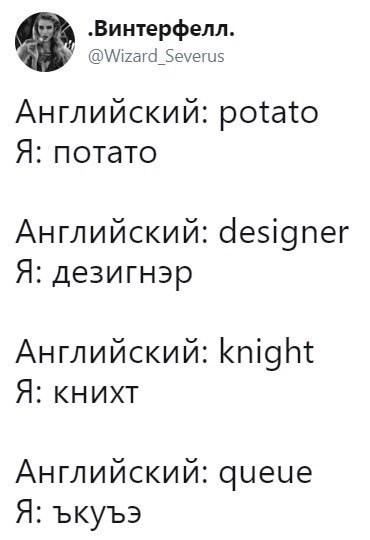 .Винтерфелл.
@Wizard_Severus
Английский: potato
Я: потато
Английский: designer
Я: дезигнэр
Английский: knight
Я: книхт
Английский: queue
Я: ъкуъэ